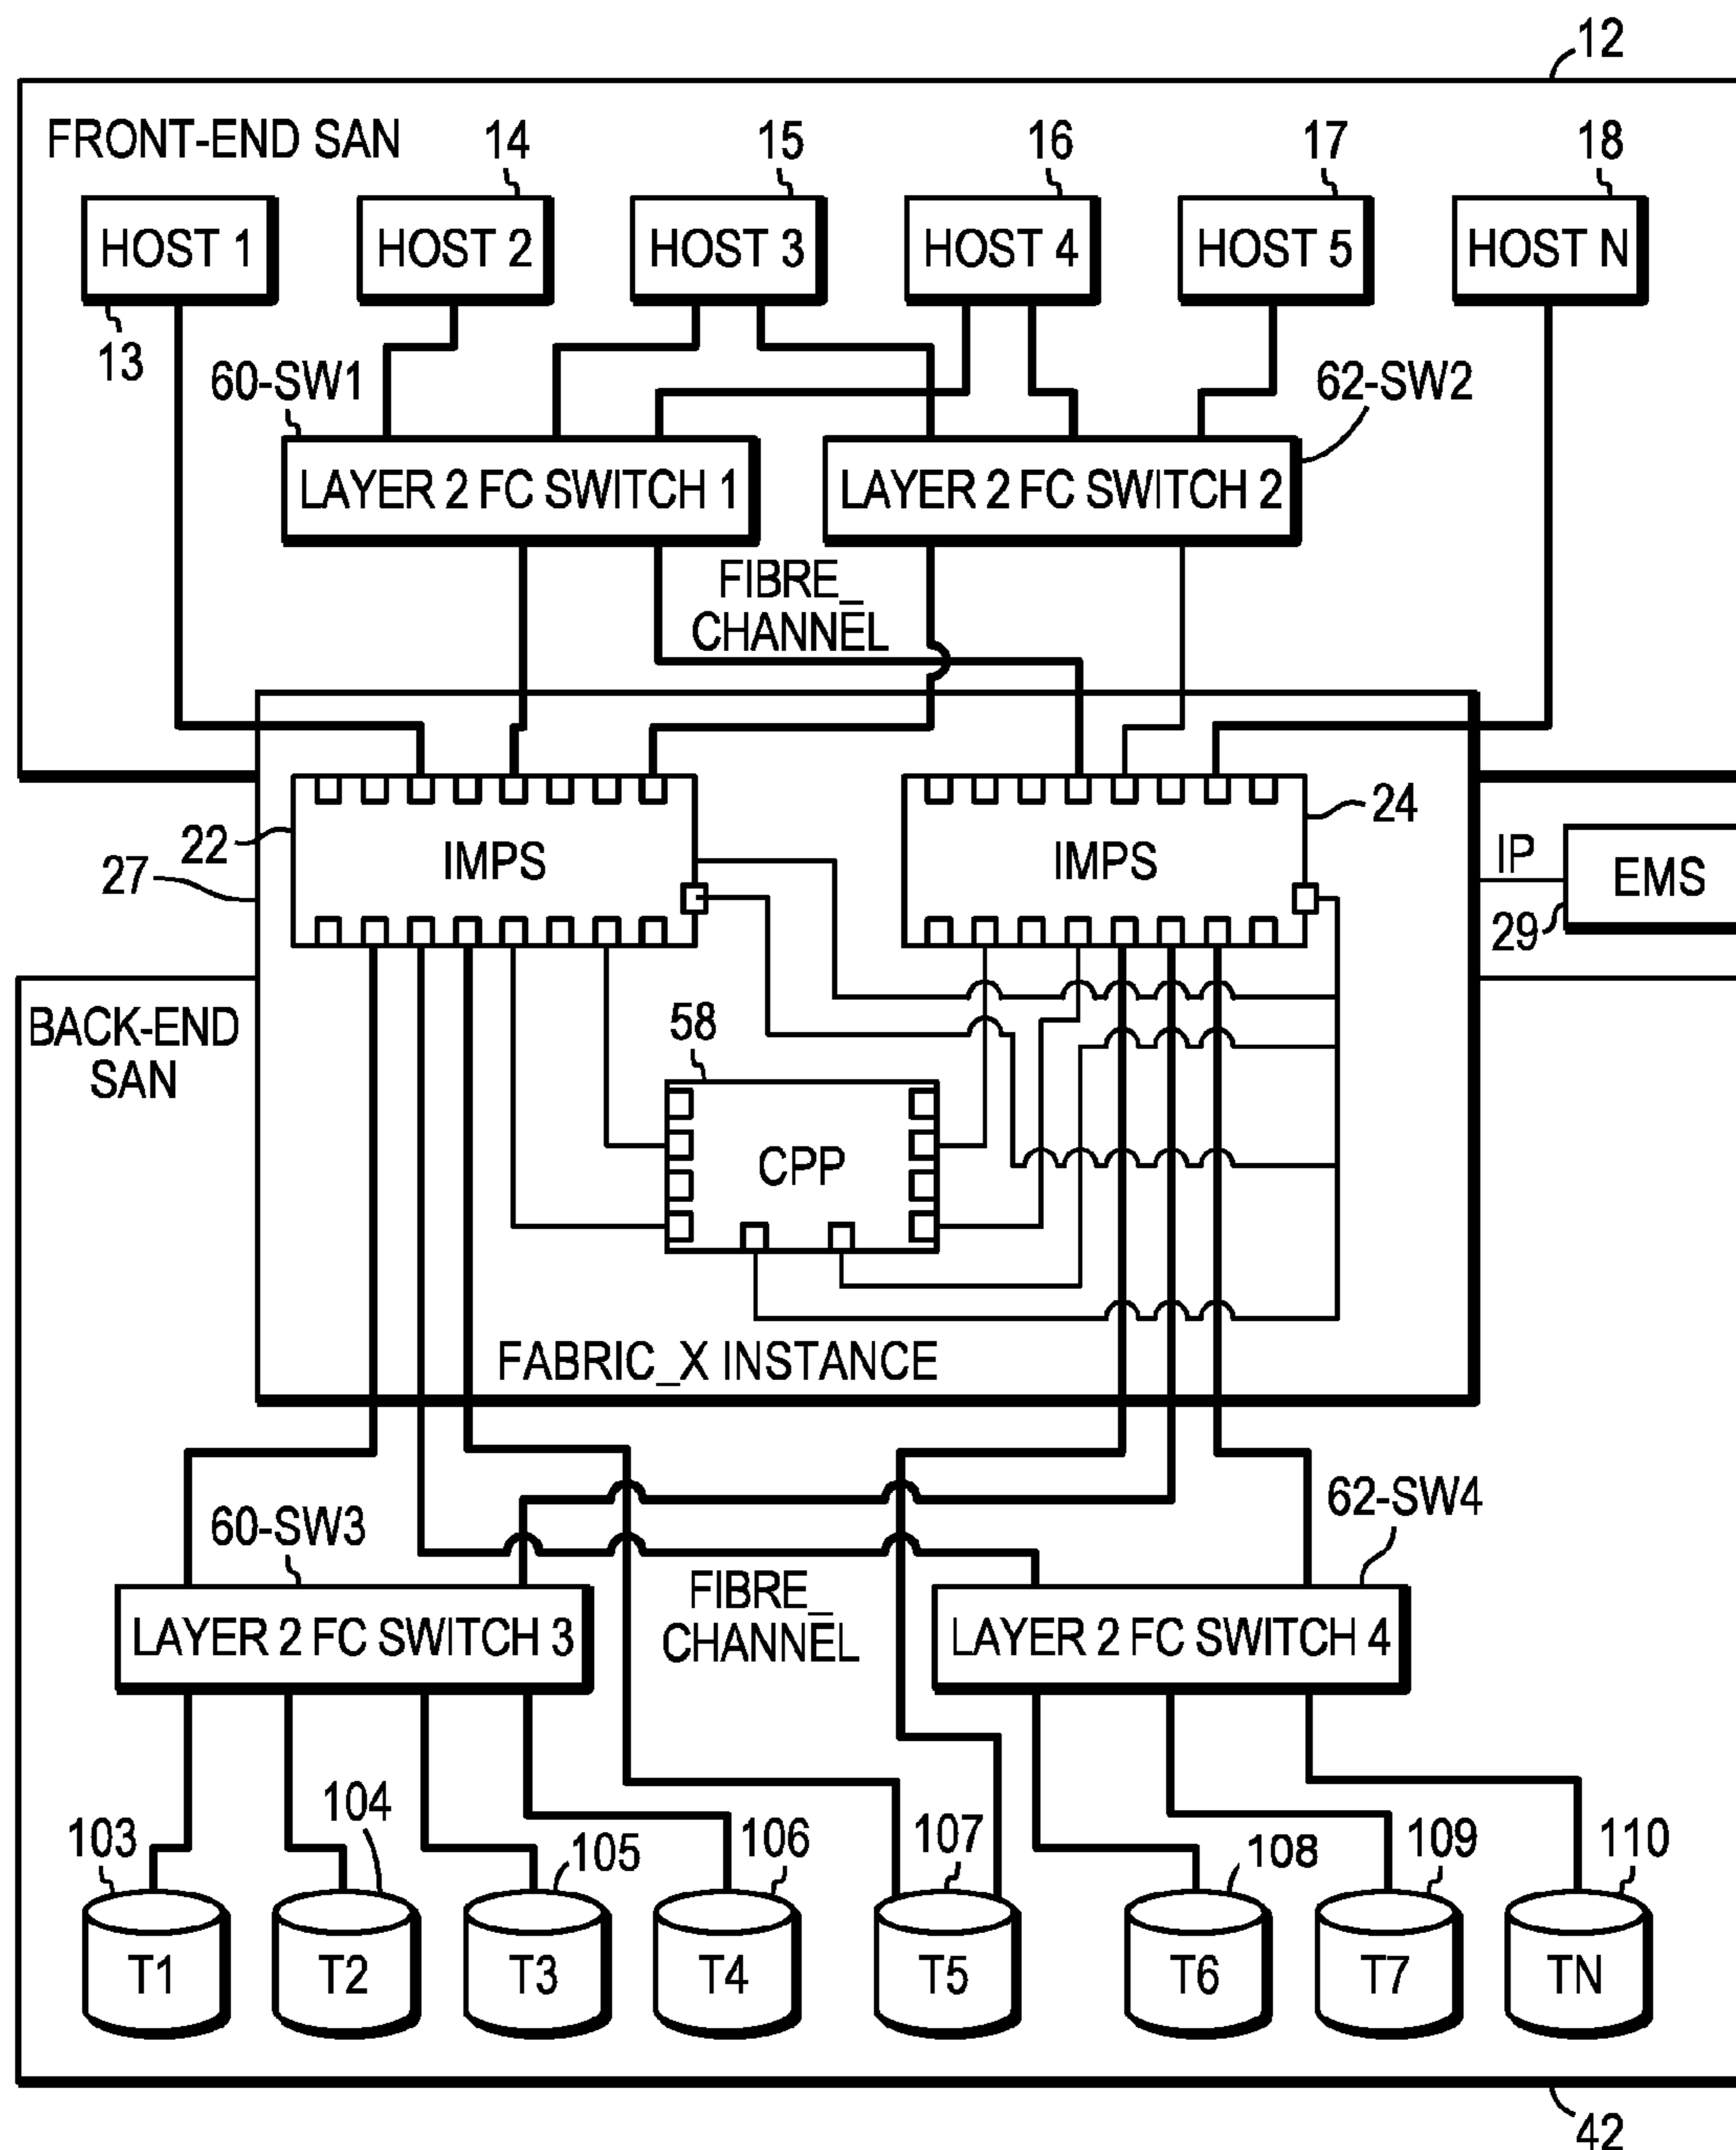 12
FRONT-END SAN
14
15
16
17
18
HOST 1
HOST 2
HOST 3
HOST 4
HOST 5
HOST N
13
60-SW1
62-SW2
LAYER 2 FC SWITCH 1
LAYER 2 FC SWITCH 2
FIBRE_
CHANNEL
22
IMPS
IMPS
24
27
IP
EMS
29
BACK-END
SAN
58
CPP
FABRIC_X INSTANCE
60-SW3
62-SW4
FIBRE_
CHANNEL
LAYER 2 FC SWITCH 3
LAYER 2 FC SWITCH 4
103
104
105
106
107
108
109
110
T1
T2
T3
T4
T5
T6
T7
TN
42